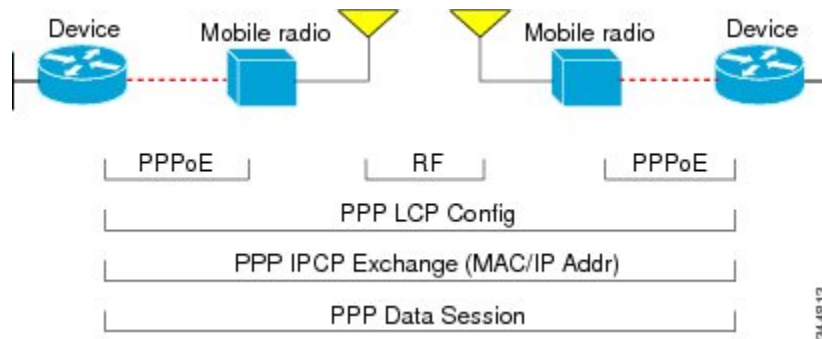 Device
Mobile radio
Mobile radio
Device
PPPoE
RF
PPPoE
PPP LCP Config
PPP IPCP Exchange (MAC/IP Addr)
PPP Data Session